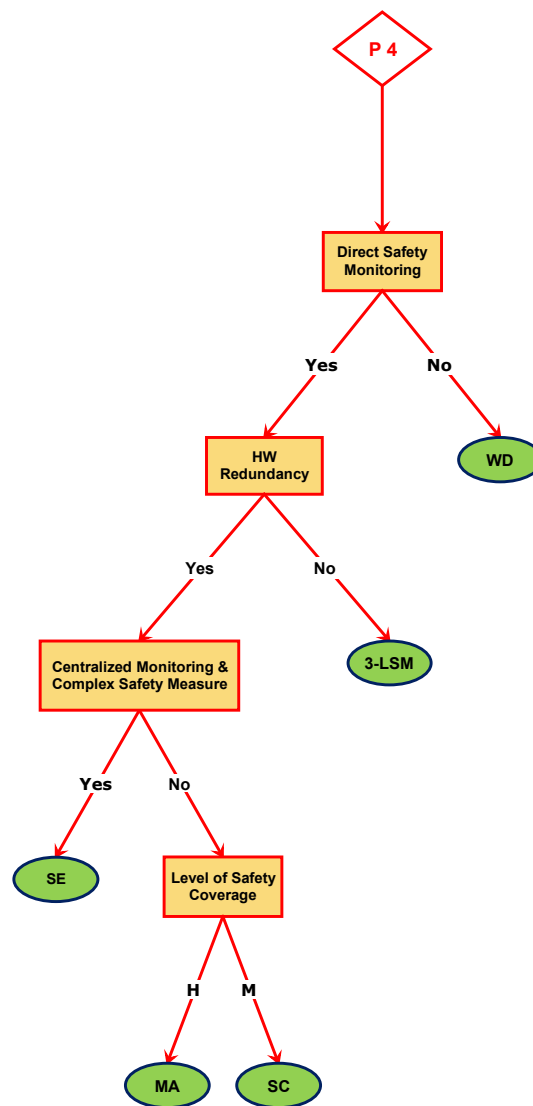 P 4
Direct Safety
Monitoring
Yes
No
HW
Redundancy
WD
Yes
No
Centralized Monitoring &
Complex Safety Measure
3-LSM
Yes
No
SE
Level of Safety
Coverage
H
M
MA
SC